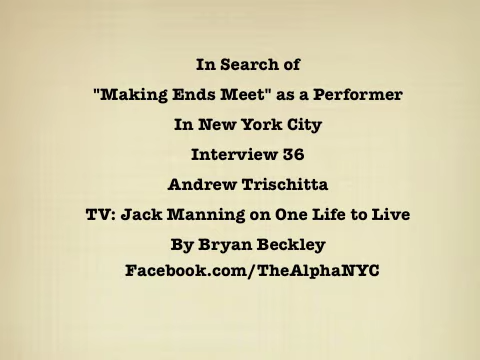 In Search of
"Making Ends Meet" as a Performer
In New York City
Interview 36
Andrew Trischitta
TV: Jack Manning on One Life to Live
By Bryan Beckley
Facebook.com/TheAlphaNYC